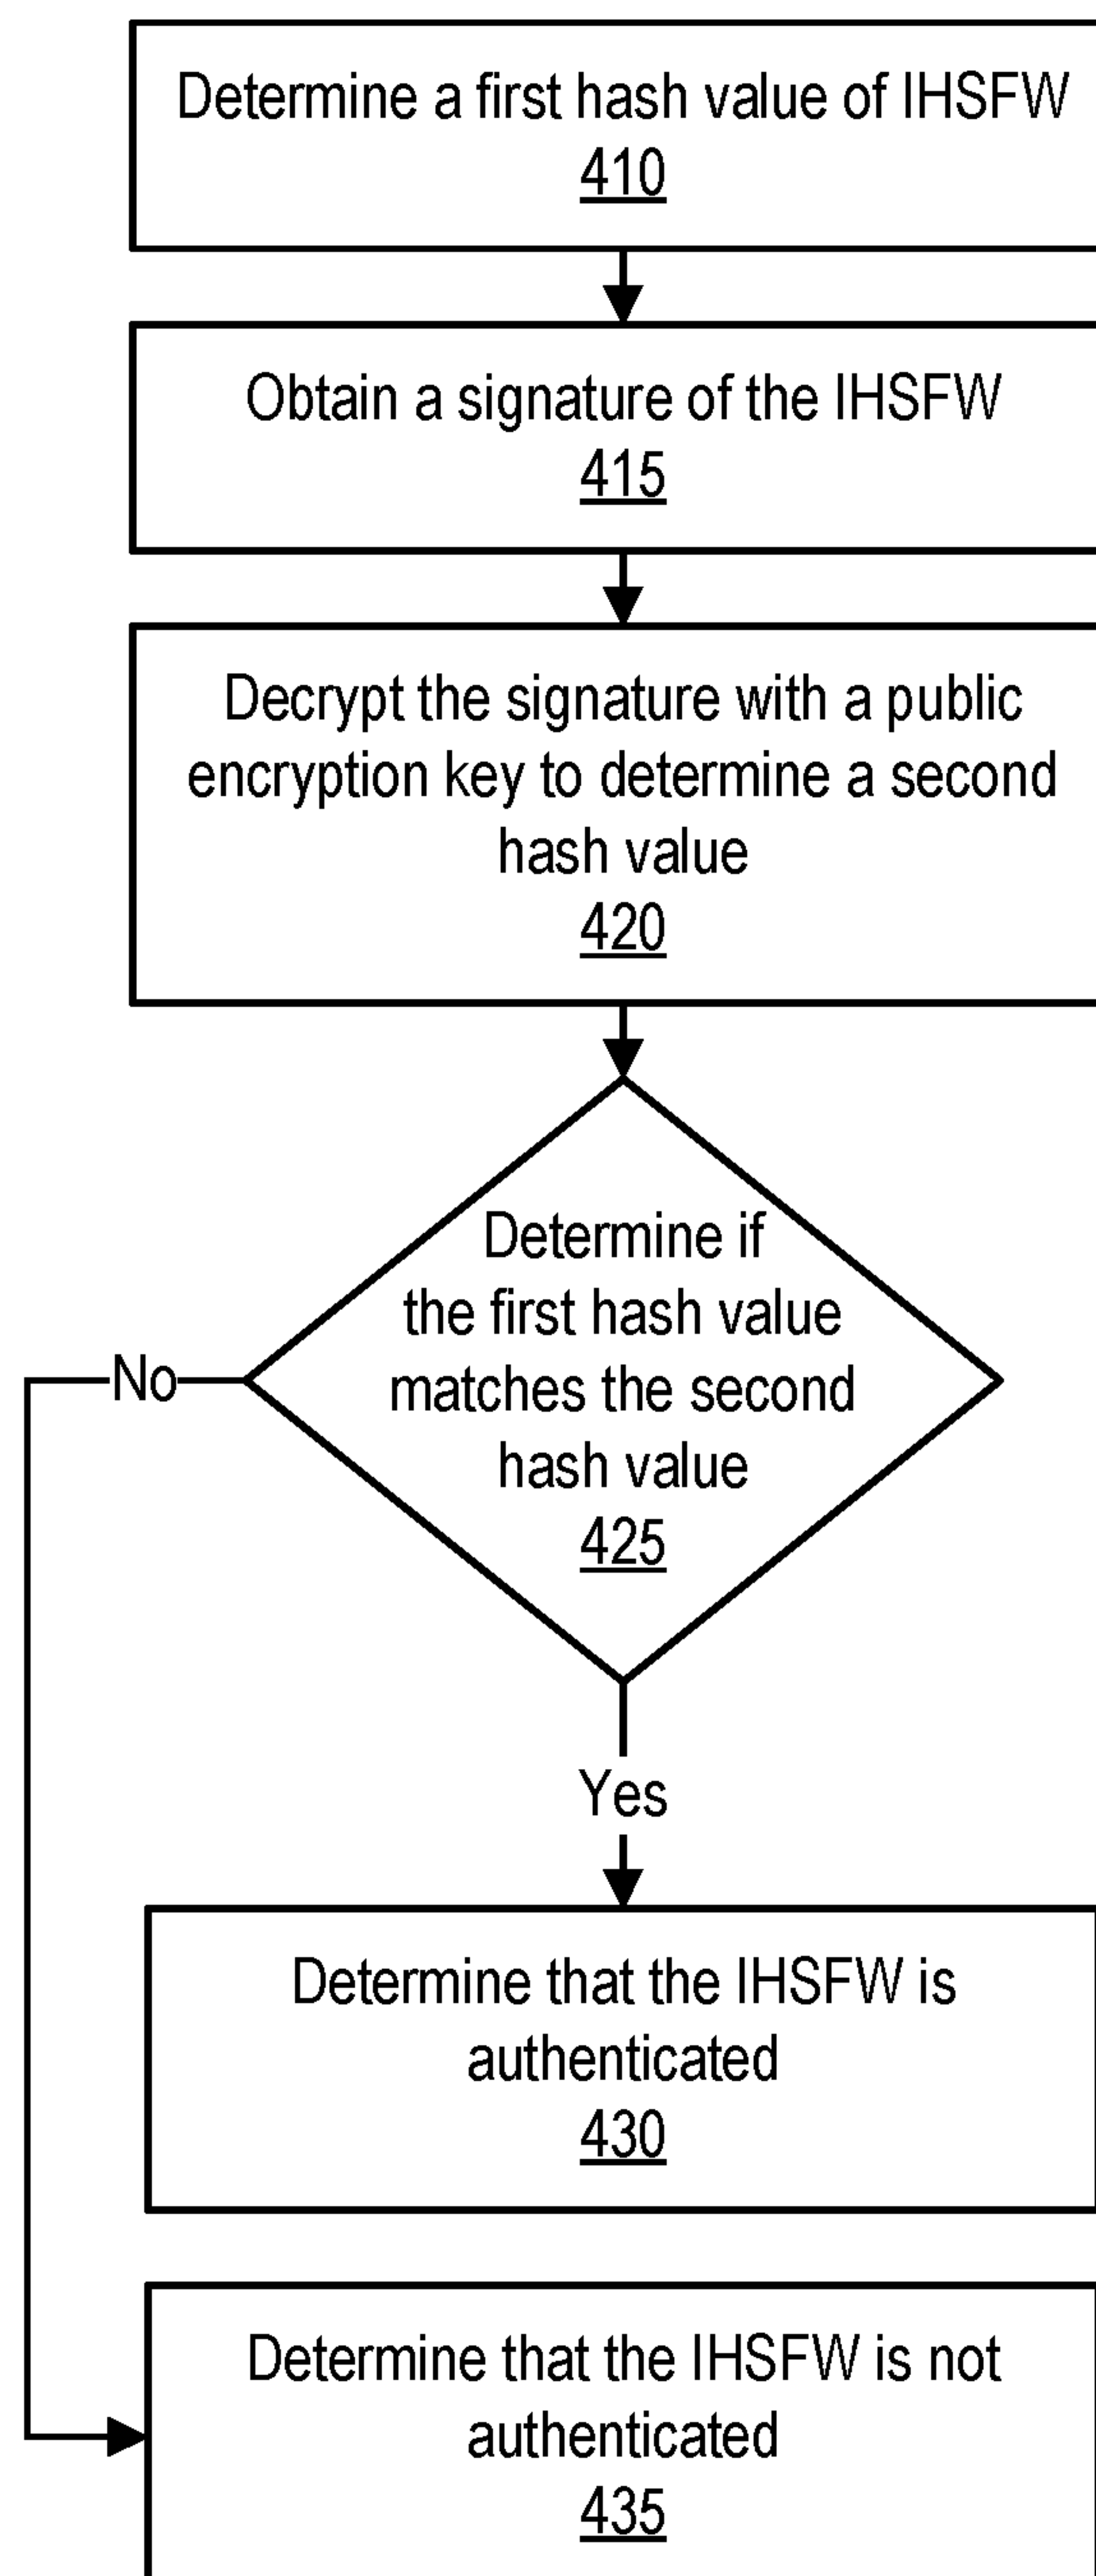 Determine a first hash value of IHSFW
410
Obtain a signature of the IHSFW
415
Decrypt the signature with a public
encryption key to determine a second
hash value
420
Determine if
the first hash value
matches the second
hash value
425
No
Yes
Determine that the IHSFW is
authenticated
430
Determine that the IHSFW is not
authenticated
435